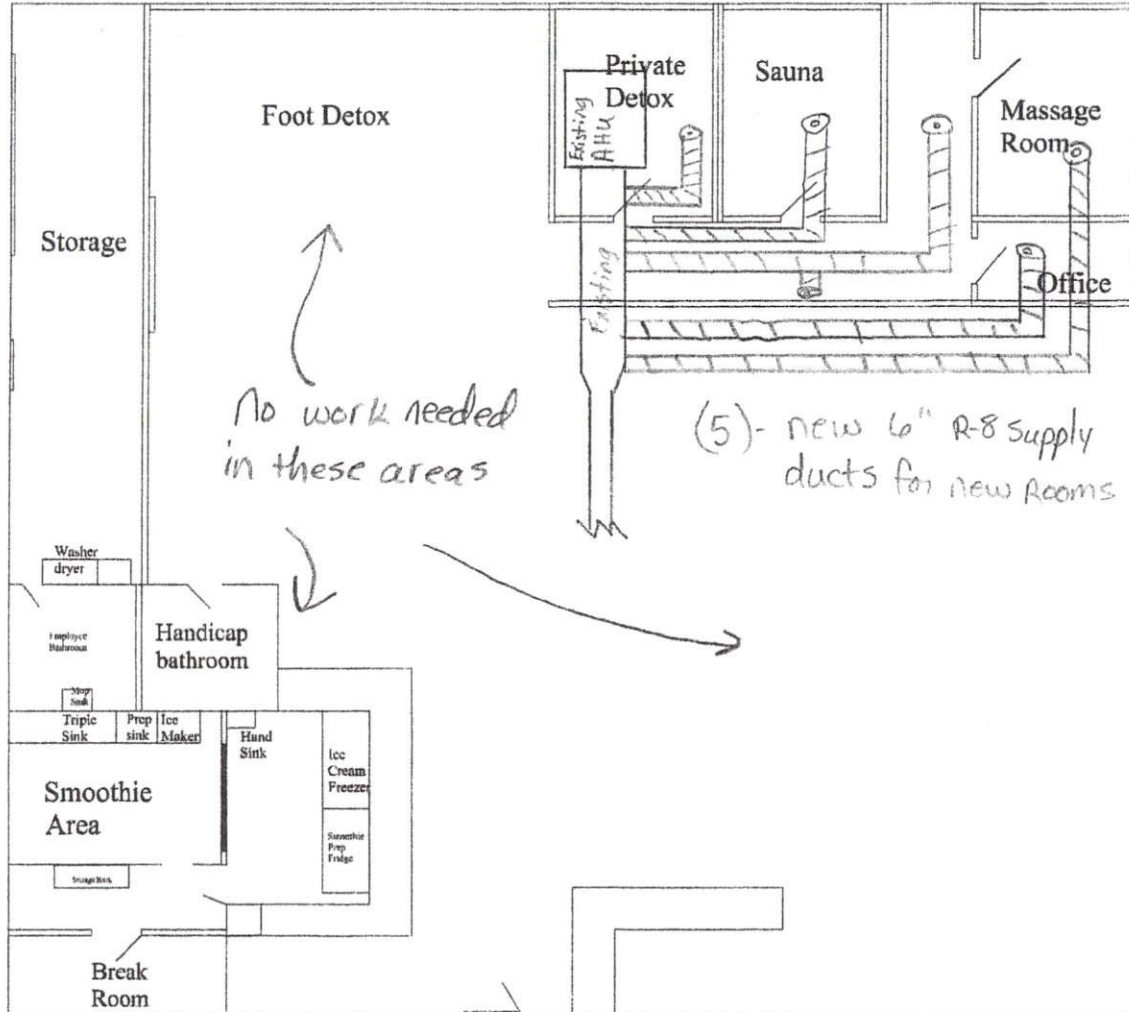 Private
Detox
Sauna
Foot Detox
Massage
Room
Existing
AHU
Storage
Existing
Office
No work needed
in these areas
(5)- new 6" R-8 Supply
ducts for new Rooms
Washer
dryer
Employee
Bathroom
Handicap
bathroom
Mop
Sink
Triple
Sink
Prep
sink
Ice
Maker
Hand
Sink
Ice
Cream
Freezer
Smoothie
Area
Smoothie
Prep
Fridge
Break
Room